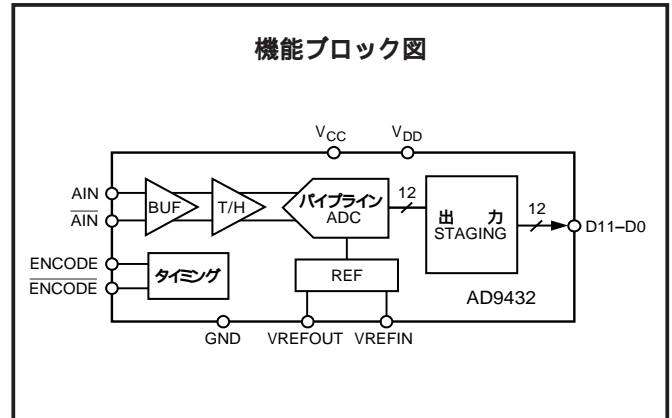 機能ブロック図
VCC
VDD
AIN
AIN
BUF
T/H
パイプライン
ADC
12
出 力
STAGING
12
D11–D0
ENCODE
ENCODE
タイミング
REF
AD9432
GND
VREFOUT
VREFIN